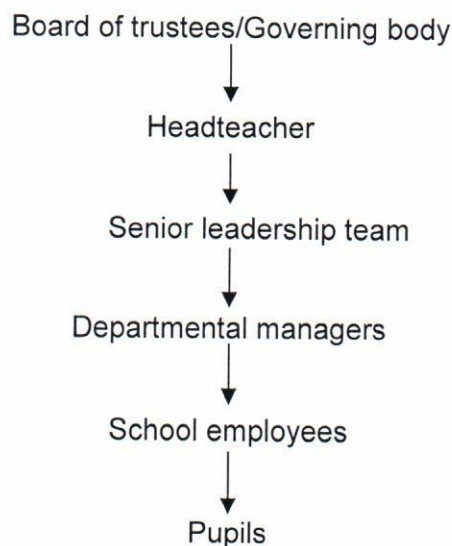 Board of trustees/Governing body
Headteacher
Senior leadership team
Departmental managers
School employees
Pupils